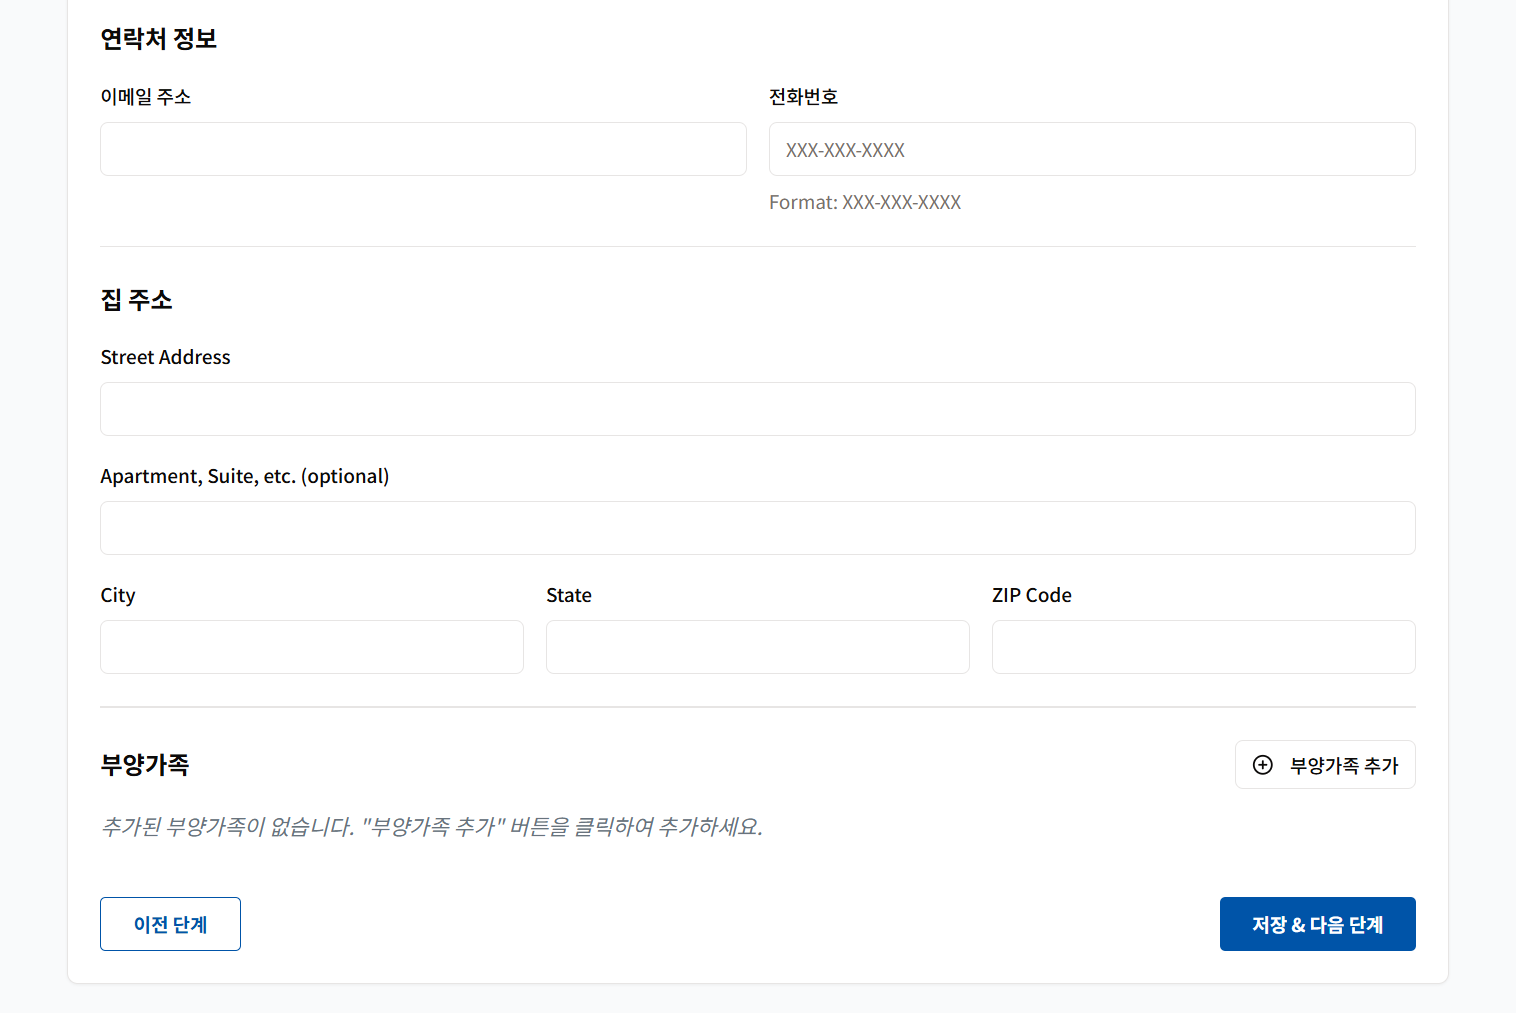 연락처 정보
이메일 주소
전화번호
XXX-XXX-XXXX
Format: XXX-XXX-XXXX
집 주소
Street Address
Apartment, Suite, etc. (optional)
City
State
ZIP Code
부양가족
부양가족 추가
추가된 부양가족이 없습니다. "부양가족 추가" 버튼을 클릭하여 추가하세요.
이전 단계
저장 & 다음 단계